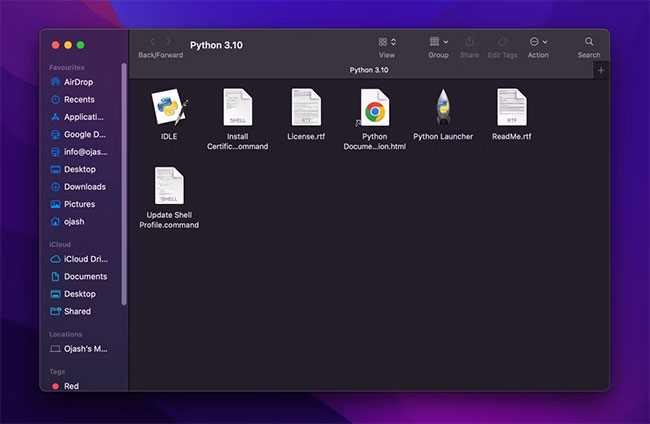 Python 3.10
Back/Forward
View
Group
Share
Edit Tags
Action
Search
Python 3.10
Favourites
AirDrop
Recents
Applicati...
Google D...
info@ojas...
Desktop
Downloads
Pictures
ojash
iCloud
iCloud Dri...
Documents
Desktop
Shared
Locations
Ojash's M...
Tags
Red
SHELL
RTF
RTF
IDLE
Install
Certific...ommand
License.rtf
Python
Docume...ion.html
Python Launcher
ReadMe.rtf
SHELL
Update Shell
Profile.command